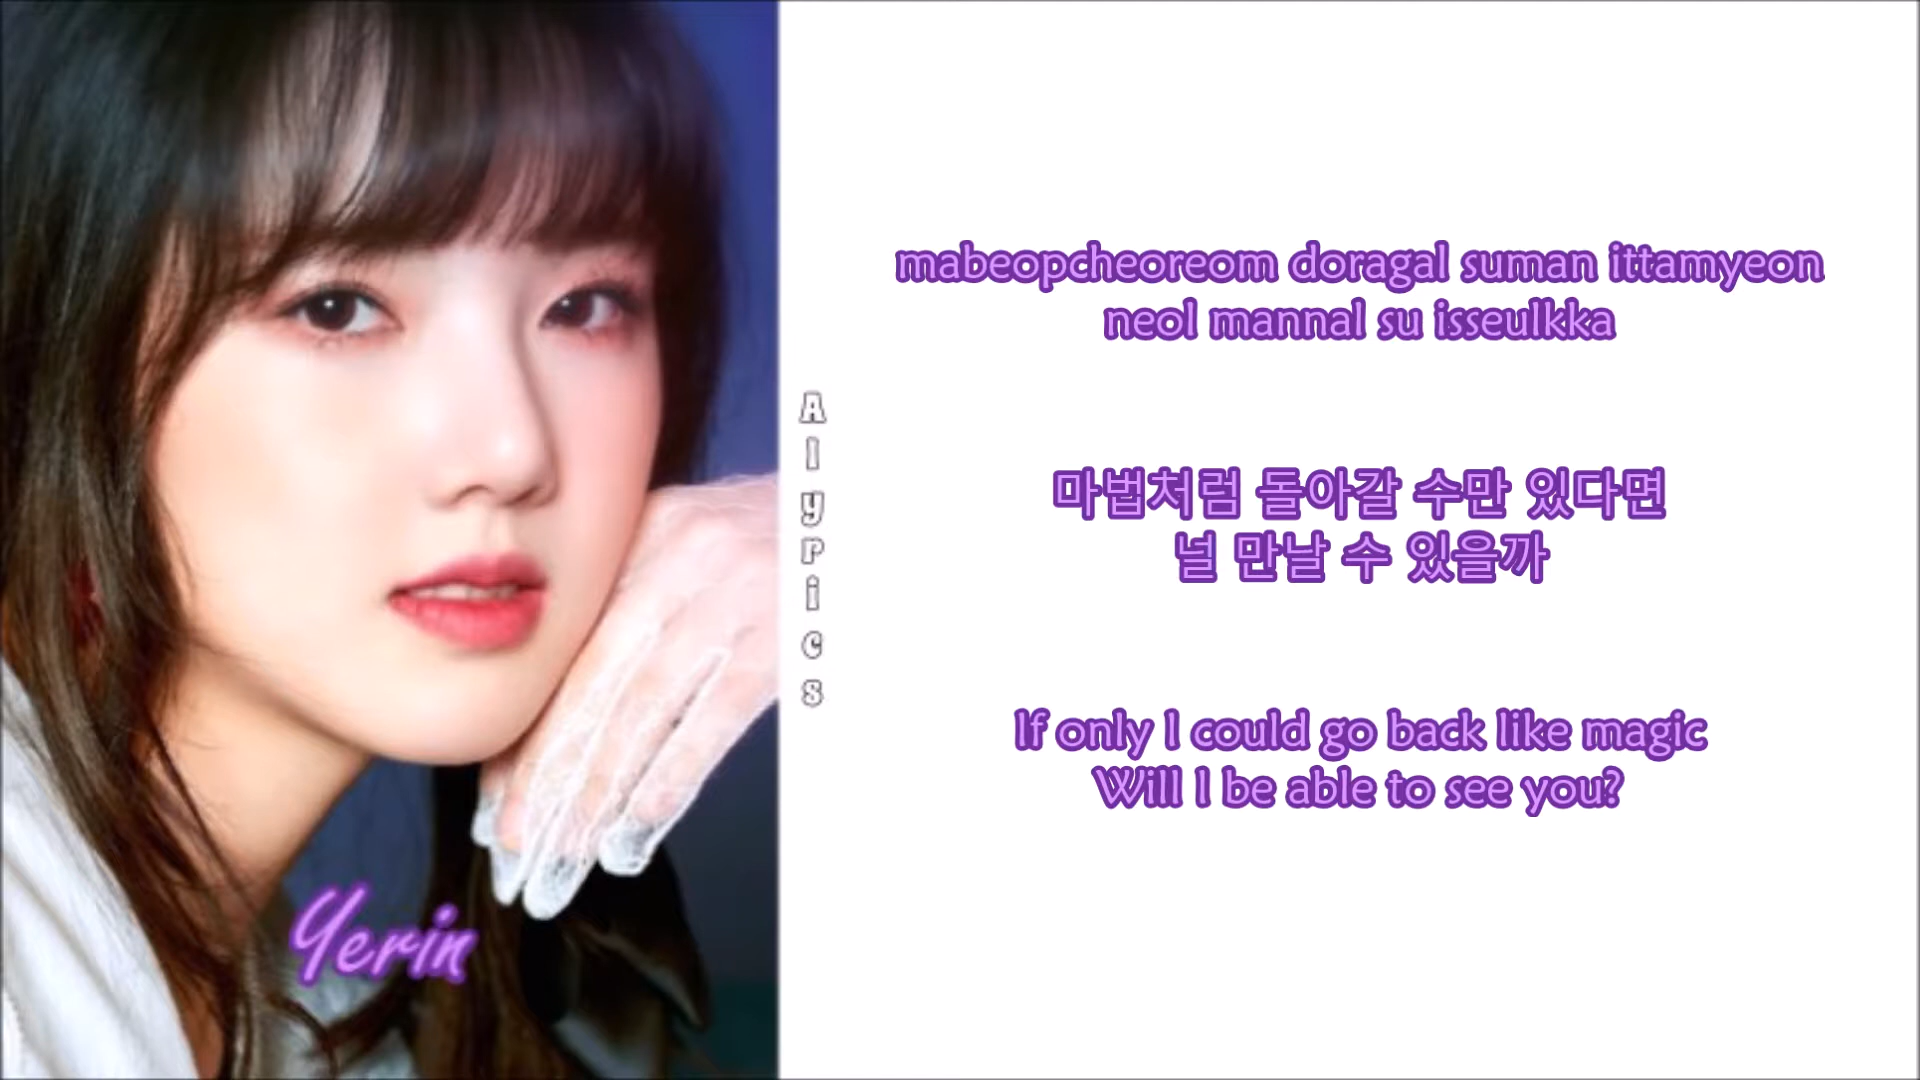 mabeopcheoreom doragal suman ittamyeon
neol mannal su isseulkka
Alyrics
마법처럼 돌아갈 수만 있다면
널 만날 수 있을까
If only I could go back like magic
Will I be able to see you?
Yerin